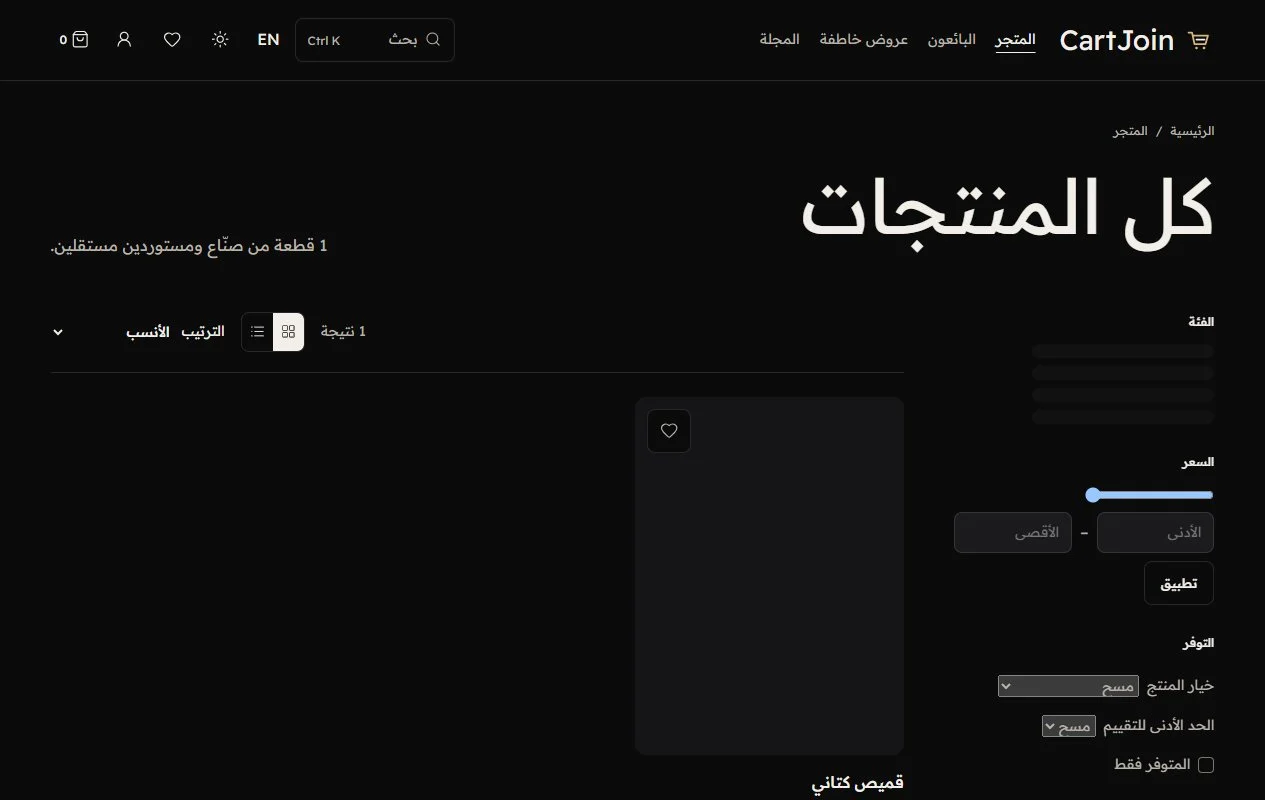 CartJoin
المتجر
البائعون
عروض خاطفة
المجلة
بحث
Ctrl K
EN
0
الرئيسية / المتجر
كل المنتجات
1 قطعة من صنّاع ومستوردين مستقلين.
الفئة
1 نتيجة
الترتيب
الأنسب
السعر
الأدنى – الأقصى
تطبيق
التوفر
خيار المنتج مسح
الحد الأدنى للتقييم مسح
المتوفر فقط
قميص كتاني